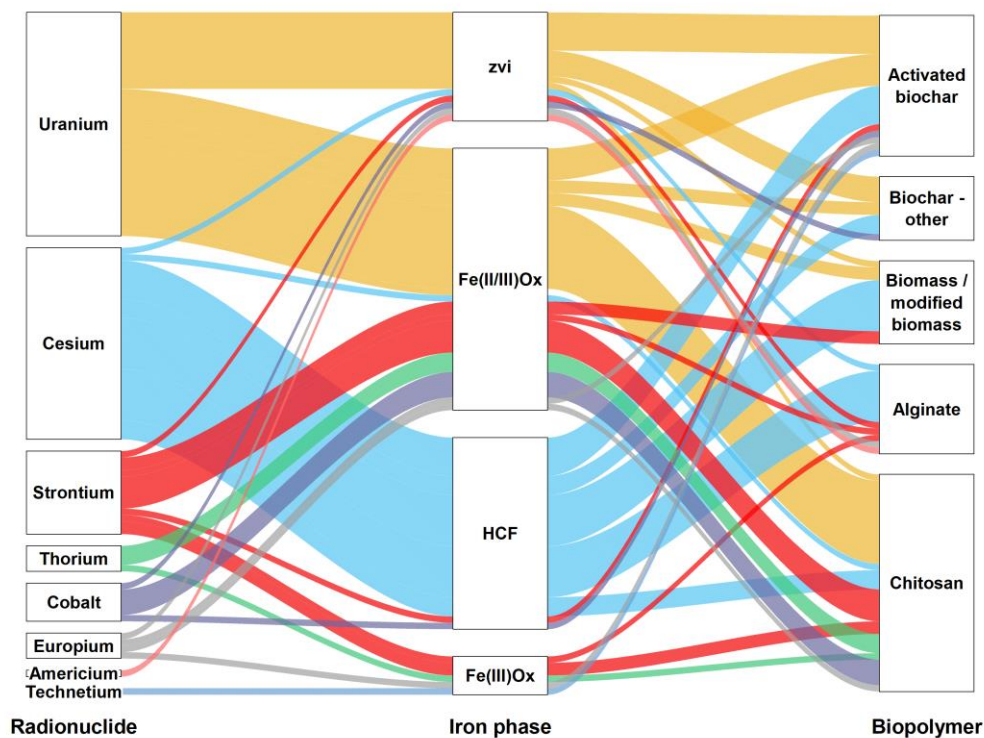 Uranium
Cesium
Strontium
Thorium
Cobalt
Europium
Americium
Technetium
Radionuclide
zvi
Fe(II/III)Ox
HCF
Fe(III)Ox
Iron phase
Activated
biochar
Biochar -
other
Biomass /
modified
biomass
Alginate
Chitosan
Biopolymer